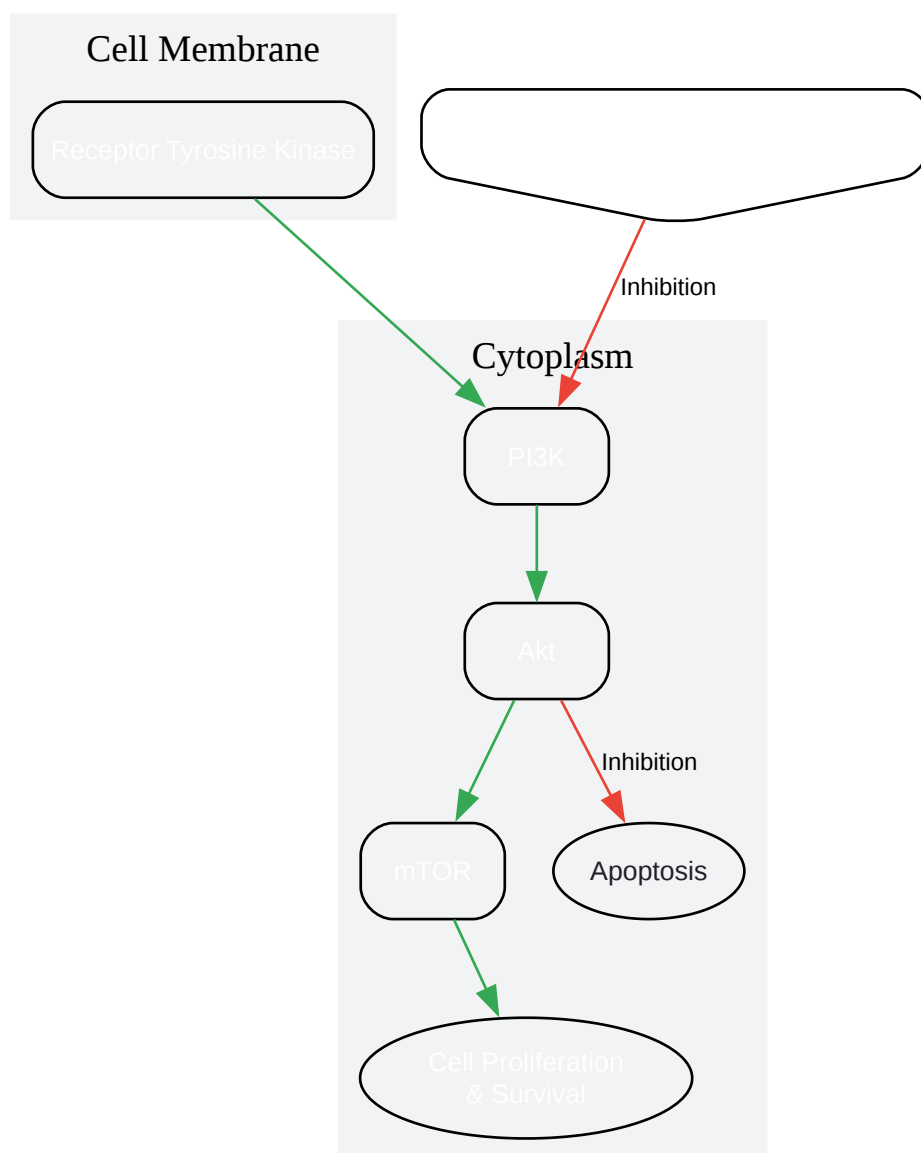 Cell Membrane
Receptor Tyrosine Kinase
Inhibition
Cytoplasm
PI3K
Akt
Inhibition
mTOR
Apoptosis
Cell Proliferation
& Survival